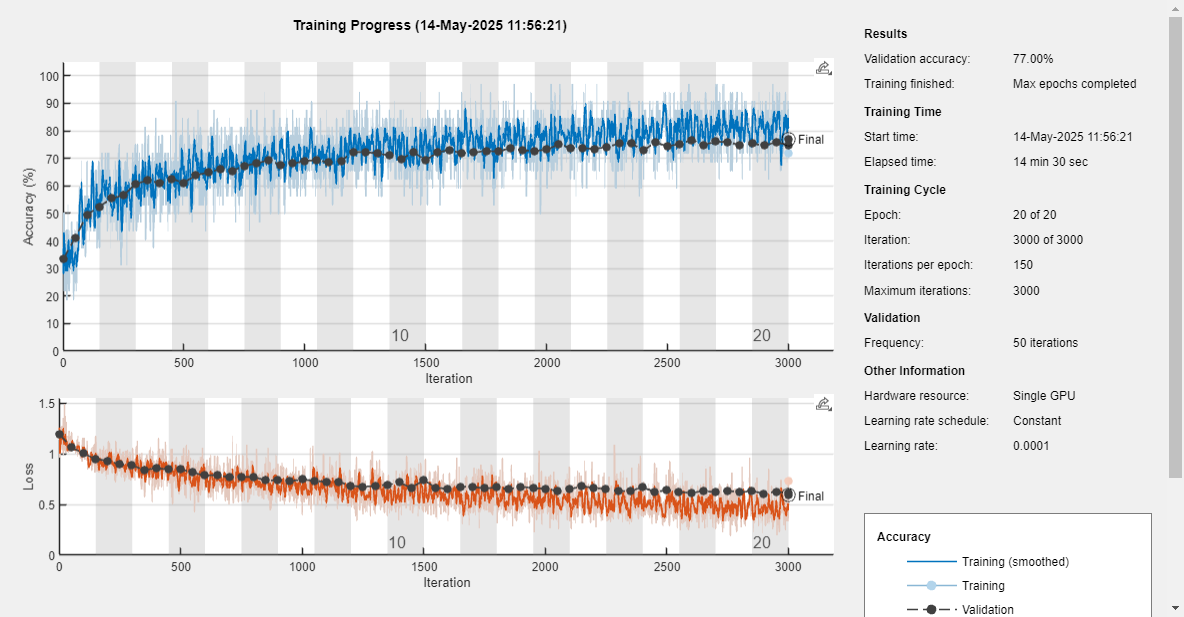 Training Progress (14-May-2025 11:56:21)
100
90
80
70
60
50
40
30
20
10
0
Accuracy (%)
Final
10
20
0
500
1000
1500
2000
2500
3000
Iteration
1.5
1
0.5
0
Loss
Final
10
20
0
500
1000
1500
2000
2500
3000
Iteration
Results
Validation accuracy: 77.00%
Training finished: Max epochs completed
Training Time
Start time: 14-May-2025 11:56:21
Elapsed time: 14 min 30 sec
Training Cycle
Epoch: 20 of 20
Iteration: 3000 of 3000
Iterations per epoch: 150
Maximum iterations: 3000
Validation
Frequency: 50 iterations
Other Information
Hardware resource: Single GPU
Learning rate schedule: Constant
Learning rate: 0.0001
Accuracy
Training (smoothed)
Training
Validation